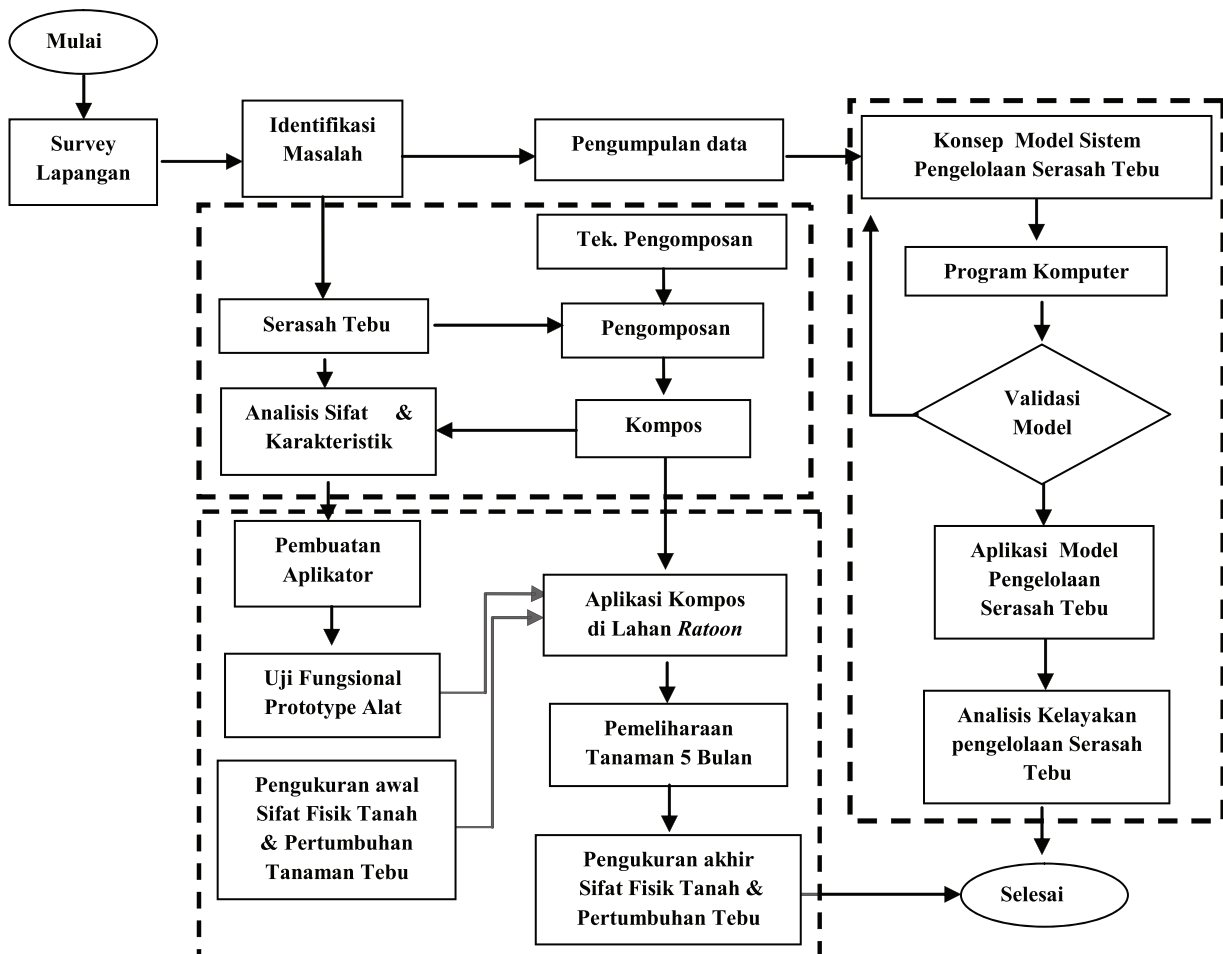 Mulai
Survey
Lapangan
Identifikasi
Masalah
Pengumpulan data
Konsep Model Sistem
Pengelolaan Serasah Tebu
Tek. Pengomposan
Program Komputer
Serasah Tebu
Pengomposan
Validasi
Model
Analisis Sifat &
Karakteristik
Kompos
Pembuatan
Aplikator
Aplikasi Kompos
di Lahan Ratoon
Aplikasi Model
Pengelolaan
Serasah Tebu
Uji Fungsional
Prototype Alat
Pemeliharaan
Tanaman 5 Bulan
Analisis Kelayakan
pengelolaan Serasah
Tebu
Pengukuran awal
Sifat Fisik Tanah
& Pertumbuhan
Tanaman Tebu
Pengukuran akhir
Sifat Fisik Tanah &
Pertumbuhan Tebu
Selesai